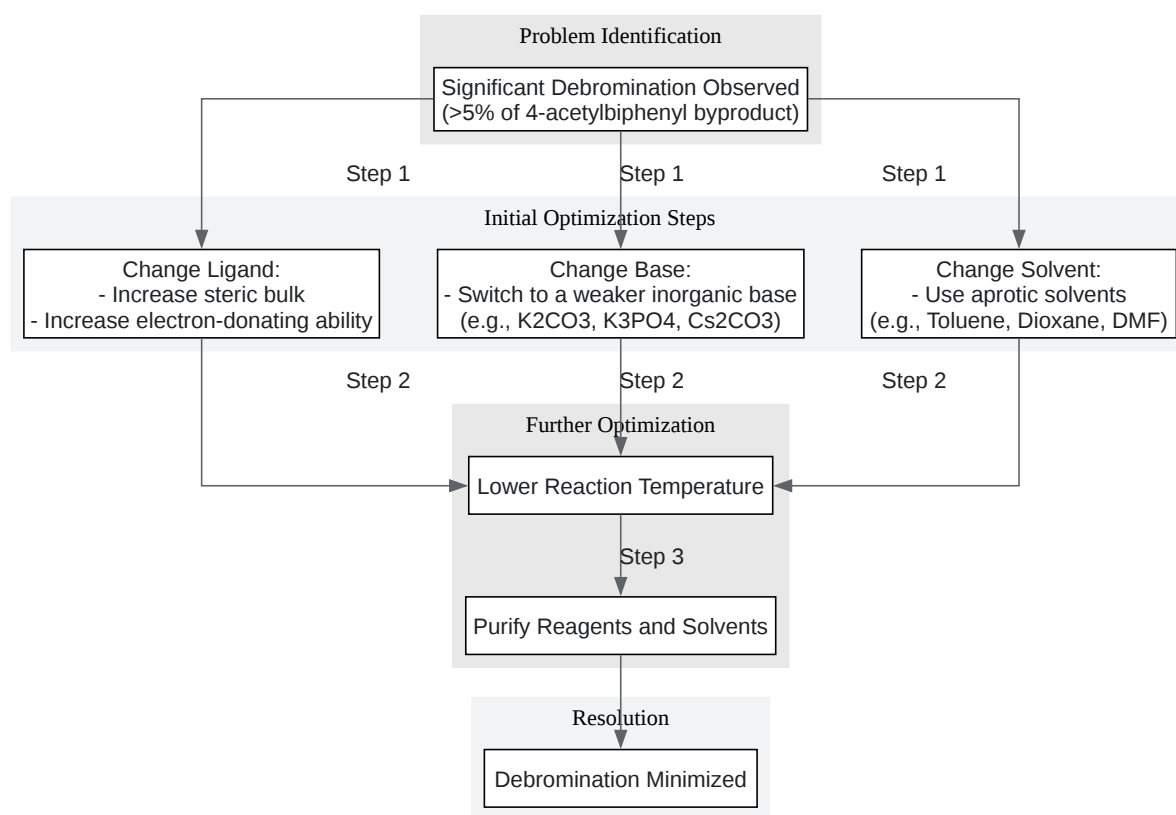 Problem Identification
Significant Debromination Observed
(>5% of 4-acetylbiphenyl byproduct)
Step 1
Step 1
Step 1
Initial Optimization Steps
Change Ligand:
- Increase steric bulk
- Increase electron-donating ability
Change Base:
- Switch to a weaker inorganic base
(e.g., K2CO3, K3PO4, Cs2CO3)
Change Solvent:
- Use aprotic solvents
(e.g., Toluene, Dioxane, DMF)
Step 2
Step 2
Step 2
Further Optimization
Lower Reaction Temperature
Step 3
Purify Reagents and Solvents
Resolution
Debromination Minimized